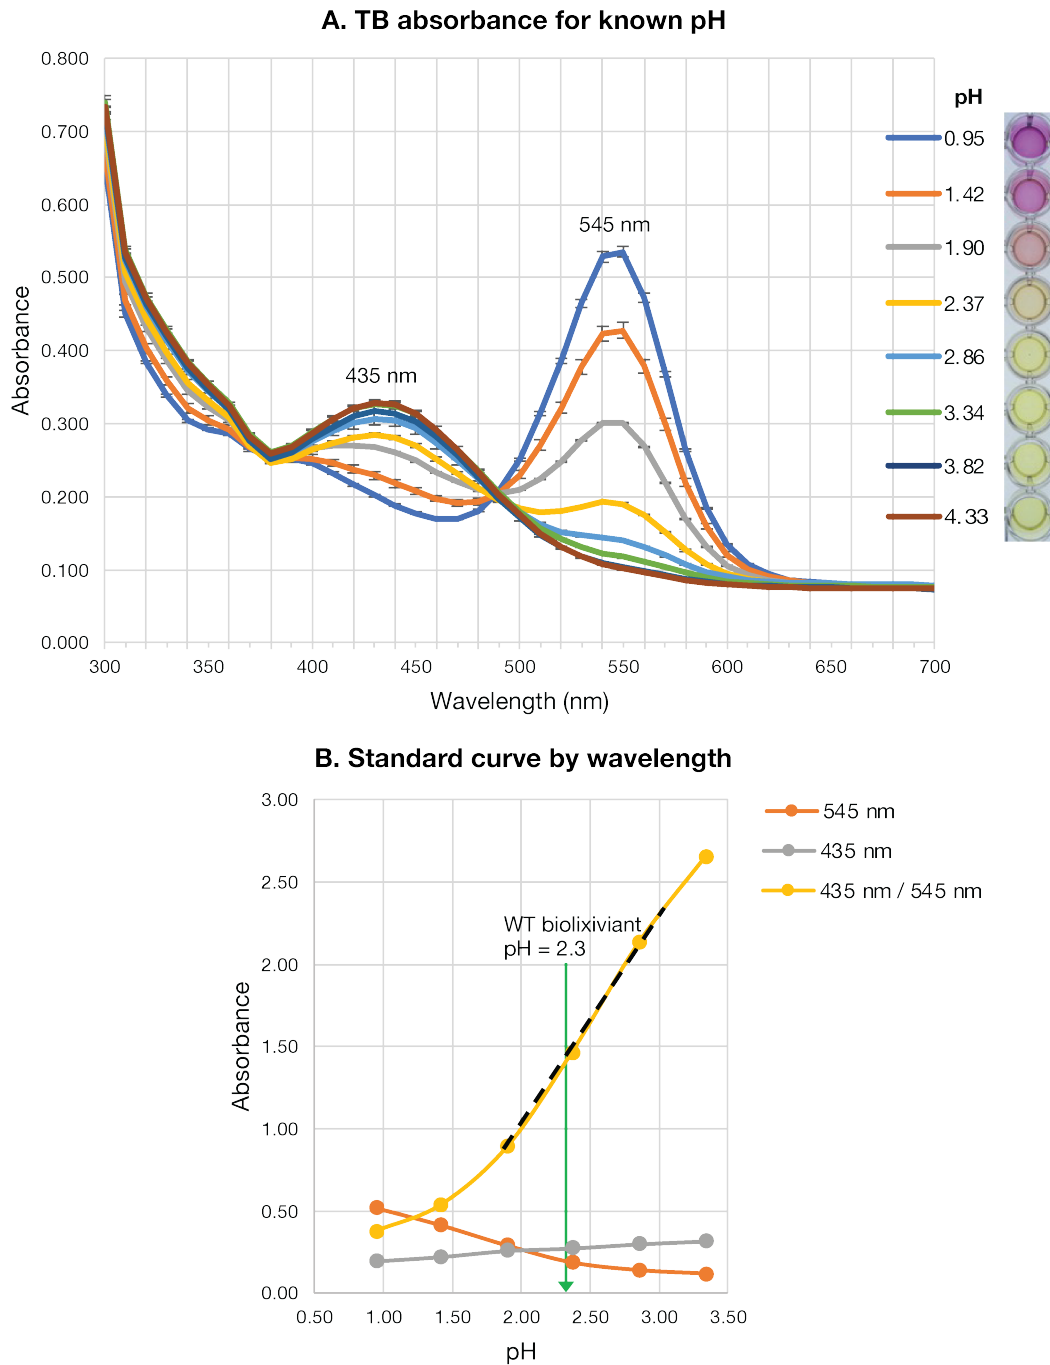 A. TB absorbance for known pH
0.800
0.700
0.600
0.500
0.400
0.300
0.200
0.100
0.000
Absorbance
435 nm
545 nm
300 350 400 450 500 550 600 650 700
Wavelength (nm)
pH
0.95
1.42
1.90
2.37
2.86
3.34
3.82
4.33
B. Standard curve by wavelength
3.00
2.50
2.00
1.50
1.00
0.50
0.00
Absorbance
WT biolixiviant
pH = 2.3
0.50 1.00 1.50 2.00 2.50 3.00 3.50
pH
545 nm
435 nm
435 nm / 545 nm